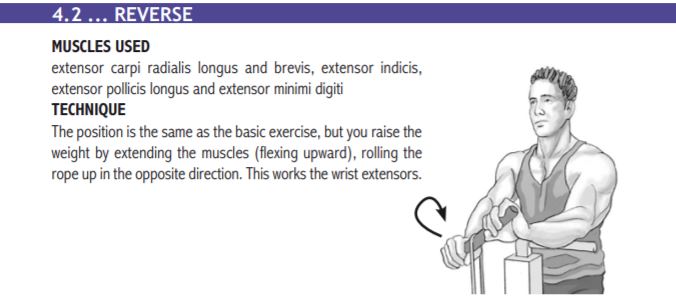 4.2 ... REVERSE
MUSCLES USED
extensor carpi radialis longus and brevis, extensor indicis,
extensor pollicis longus and extensor minimi digiti
TECHNIQUE
The position is the same as the basic exercise, but you raise the
weight by extending the muscles (flexing upward), rolling the
rope up in the opposite direction. This works the wrist extensors.